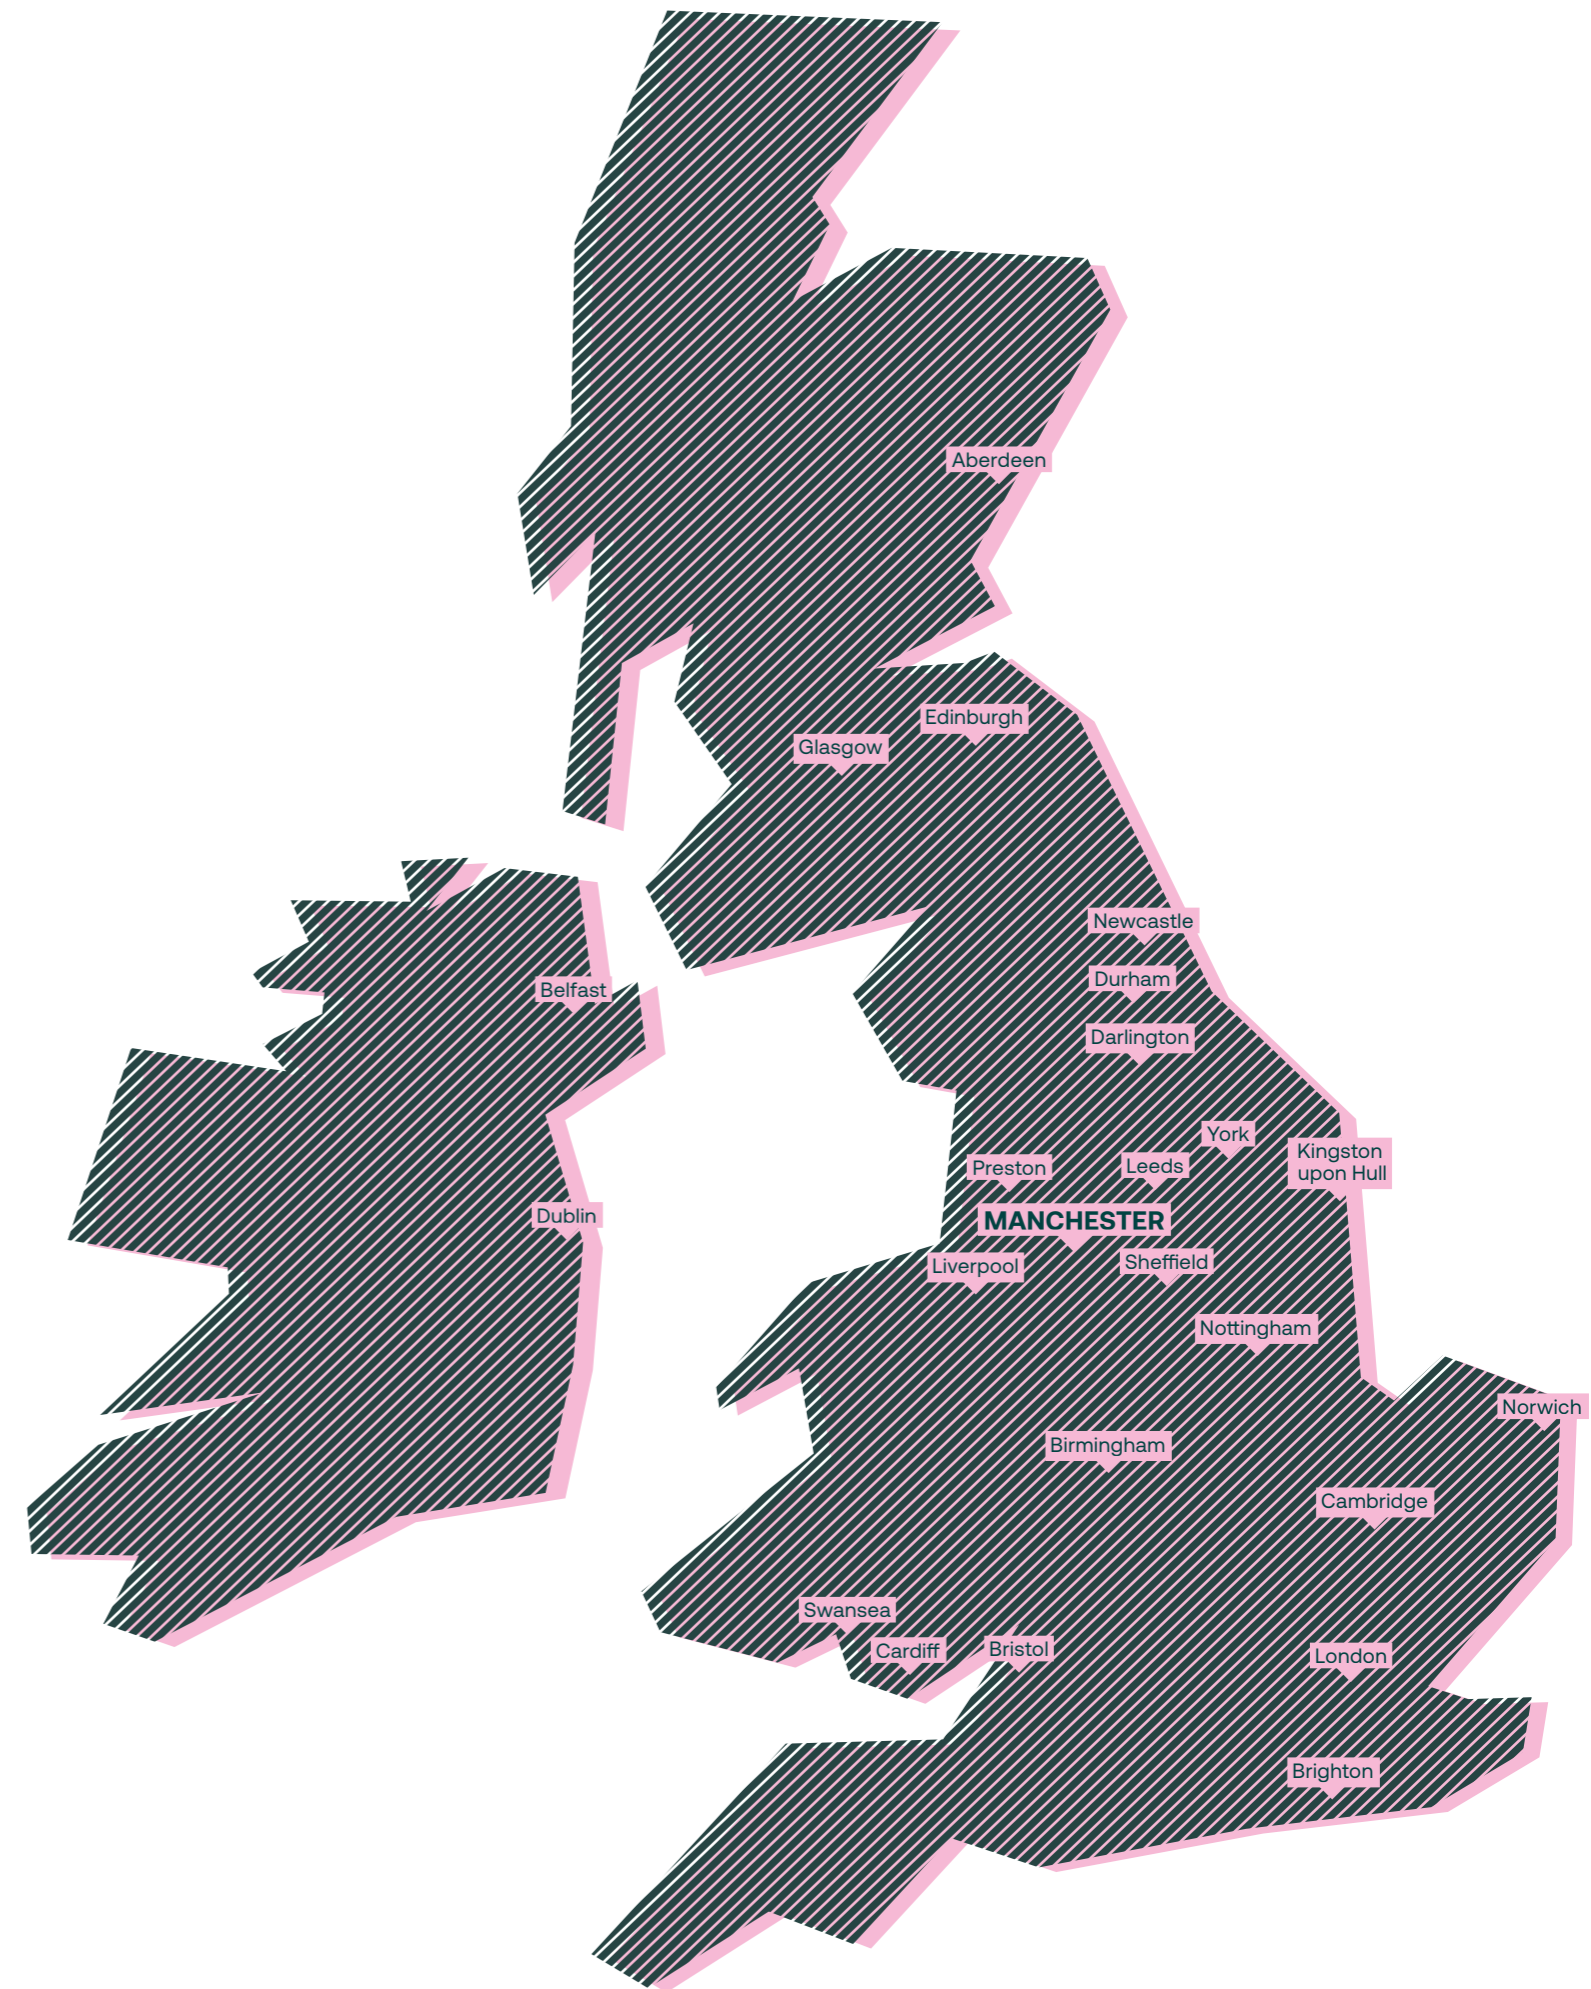 Aberdeen
Edinburgh
Glasgow
Newcastle
Durham
Belfast
Darlington
York
Kingston
upon Hull
Preston
Leeds
Dublin
MANCHESTER
Liverpool
Sheffield
Nottingham
Norwich
Birmingham
Cambridge
Swansea
Cardiff
Bristol
London
Brighton